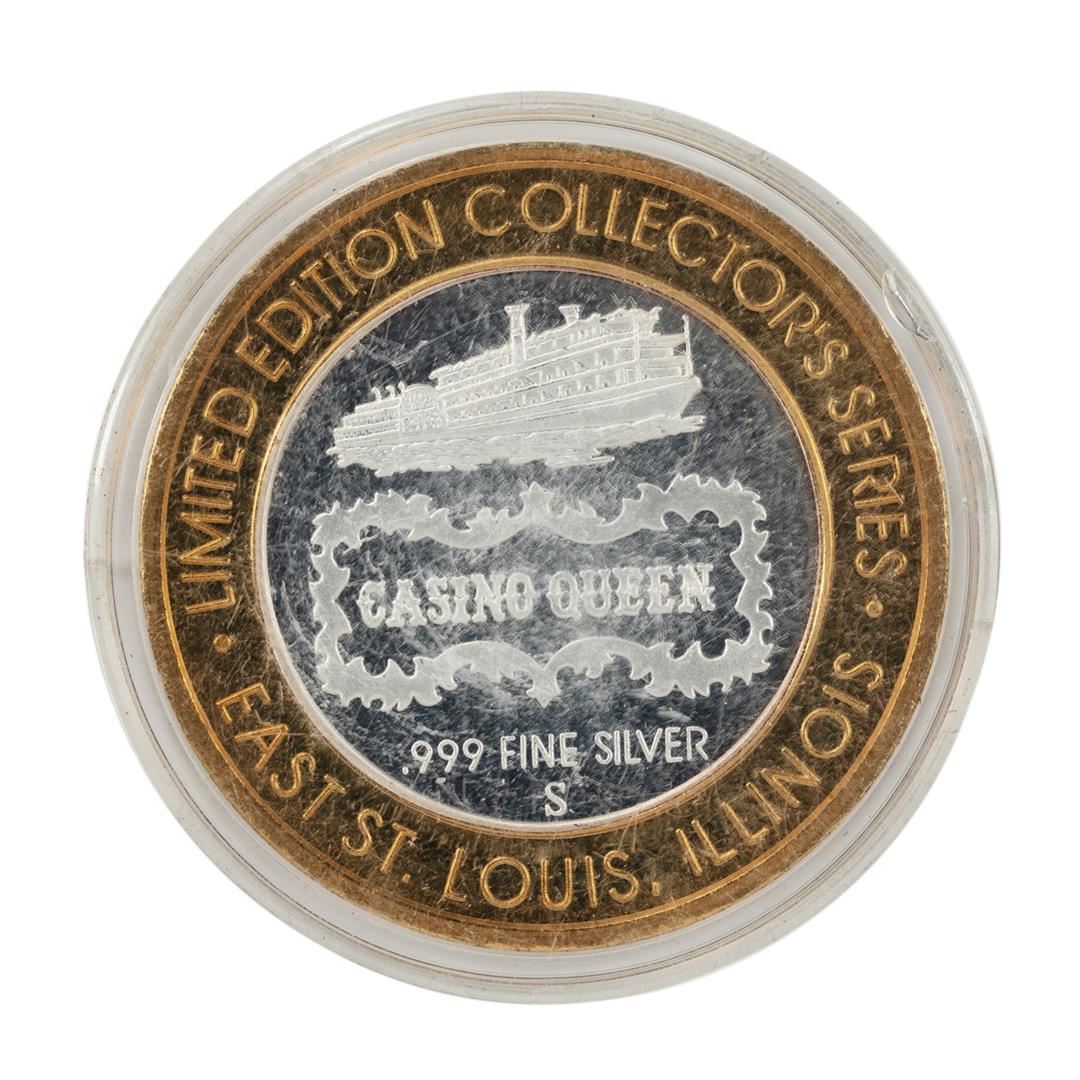 LIMITED EDITION COLLECTOR'S SERIES
CASINO QUEEN
.999 FINE SILVER
S
EAST ST. LOUIS, ILLINOIS